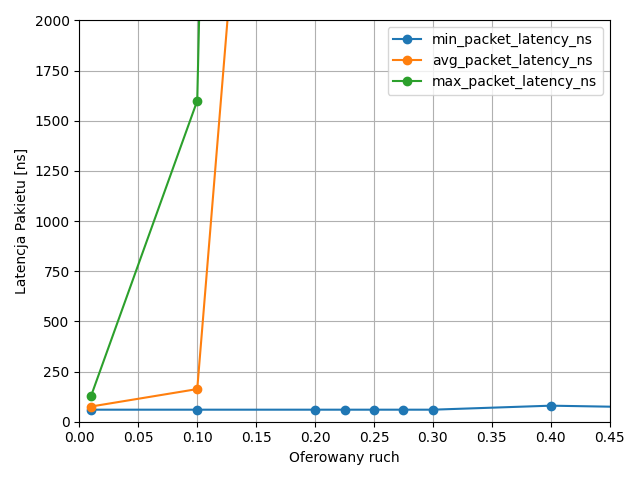 2000
1750
1500
1250
1000
750
500
250
0
Latencja Pakietu [ns]
min_packet_latency_ns
avg_packet_latency_ns
max_packet_latency_ns
0.00 0.05 0.10 0.15 0.20 0.25 0.30 0.35 0.40 0.45
Oferowany ruch